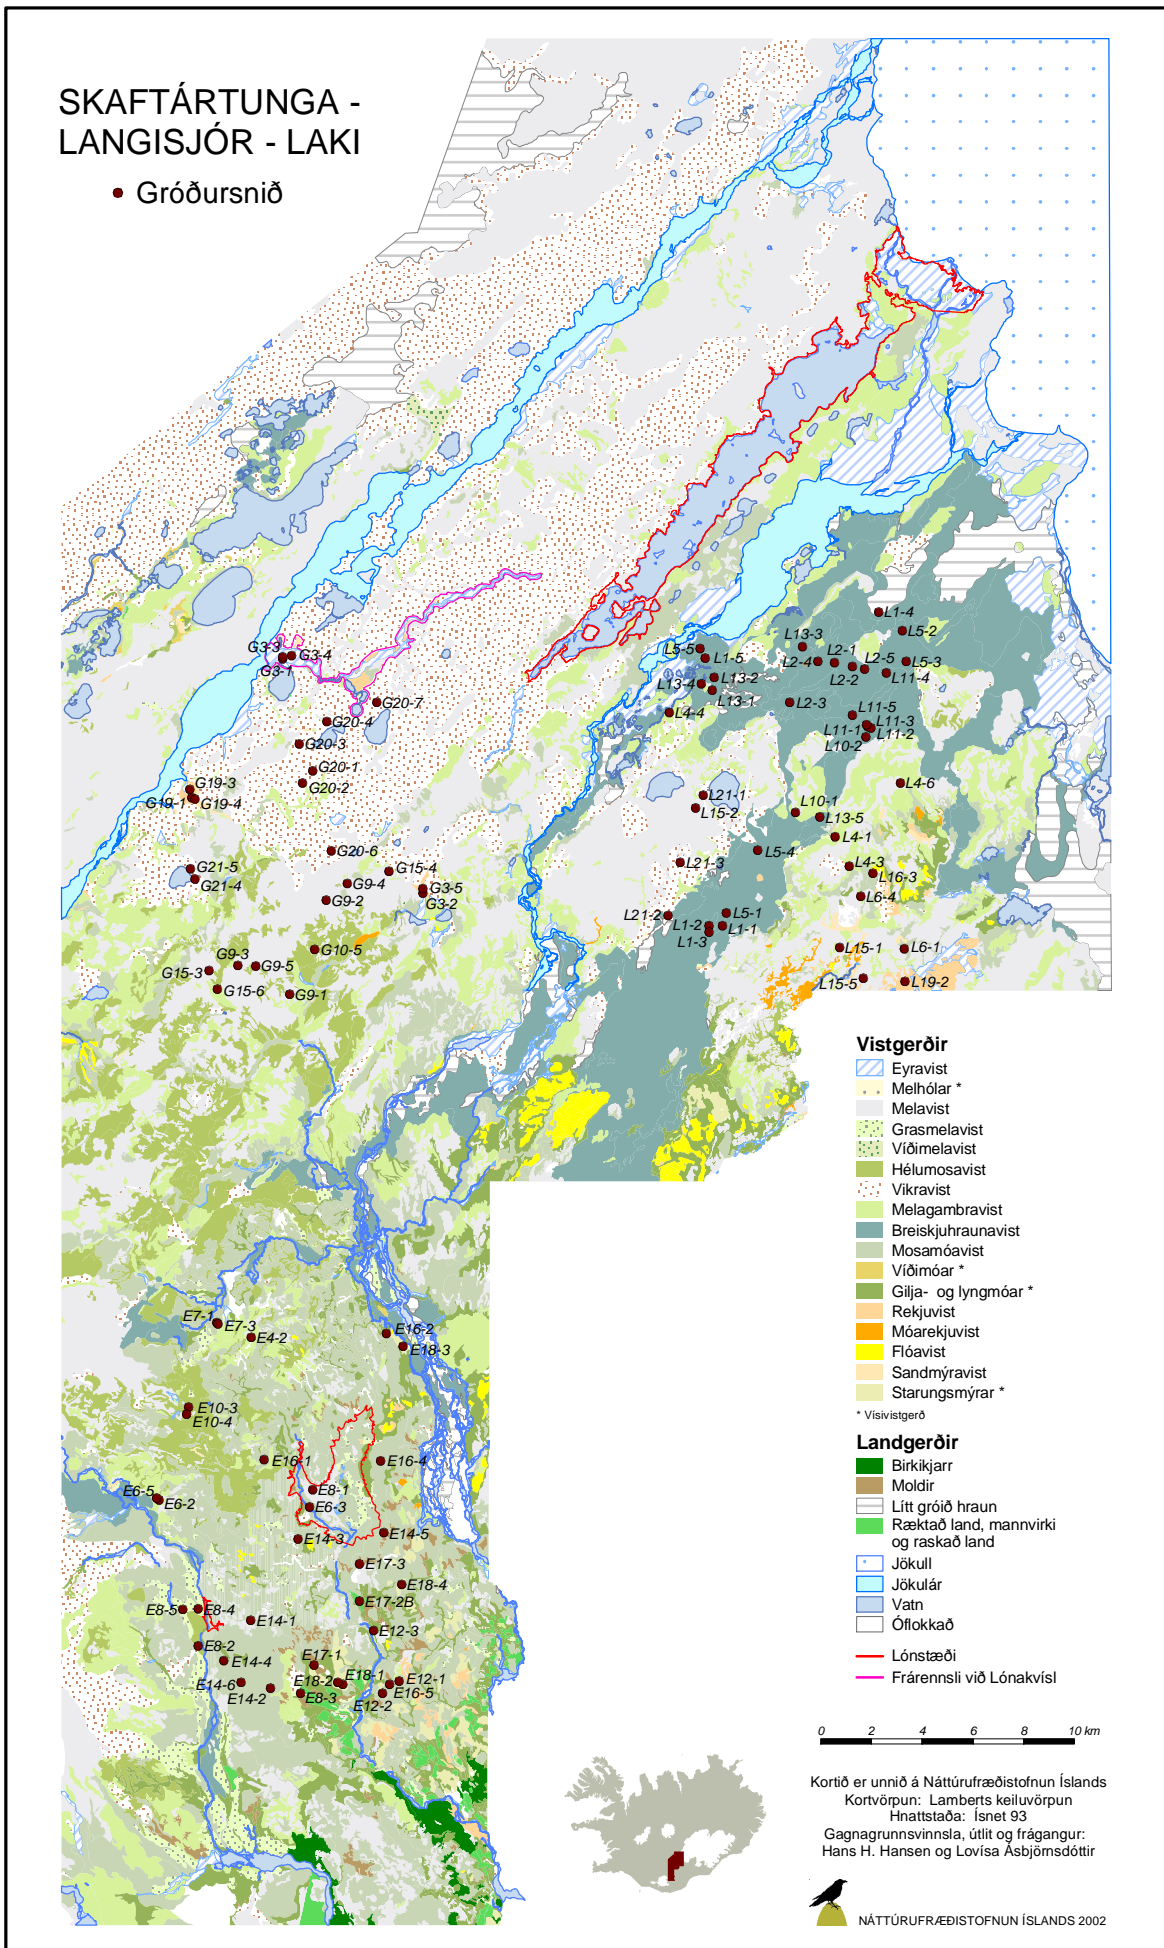 SKAFTÁRTUNGA -
LANGISJÓR - LAKI
Gróðursnið
L1-4
L5-2
L13-3
L2-1
L2-4
L2-5
L5-3
L2-2
L11-4
L5-5
L1-5
L13-2
L13-4
L13-1
L4-4
L2-3
L11-5
L11-3
L11-1
L11-2
L10-2
G3-3
G3-4
G3-1
G20-7
G20-4
G20-3
G20-1
G20-2
G19-3
G19-1
G19-4
L4-6
L21-1
L15-2
L10-1
L13-5
L4-1
L5-4
L21-3
L4-3
L16-3
L6-4
G20-6
G15-4
G21-5
G21-4
G9-4
G3-5
G3-2
G9-2
L21-2
L5-1
L1-2
L1-1
L1-3
L15-1
L6-1
L15-5
L19-2
G10-5
G9-3
G9-5
G15-3
G15-6
G9-1
Vistgerðir
Eyravist
Melhólar *
Melavist
Grasmelavist
Víðimelavist
Hélumosavist
Vikravist
Melagambravist
Breiskjuhraunavist
Mosamóavist
Víðimóar *
Gilja- og lyngmóar *
Rekjuvist
Móarekjuvist
Flóavist
Sandmýravist
Starungsmýrar *
* Vísivistgerð
Landgerðir
Birkikjarr
Moldir
Lítt gróið hraun
Ræktað land, mannvirki
og raskað land
Jökull
Jökulár
Vatn
Óflokkað
Lónstæði
Frárennsli við Lónakvísl
E7-1
E7-3
E4-2
E16-2
E18-3
E10-3
E10-4
E16-1
E16-4
E6-5
E6-2
E8-1
E6-3
E14-3
E14-5
E17-3
E18-4
E17-2B
E8-5
E8-4
E14-1
E12-3
E8-2
E14-4
E17-1
E14-6
E14-2
E18-2
E18-1
E8-3
E12-1
E16-5
E12-2
0 2 4 6 8 10 km
Kortið er unnið á Náttúrufræðistofnun Íslands
Kortvörpun: Lamberts keiluvörpun
Hnattstaða: Ísnet 93
Gagnagrunnsvinnsla, útlit og frágangur:
Hans H. Hansen og Lovísa Ásbjörnsdóttir
NÁTTÚRUFRÆÐISTOFNUN ÍSLANDS 2002